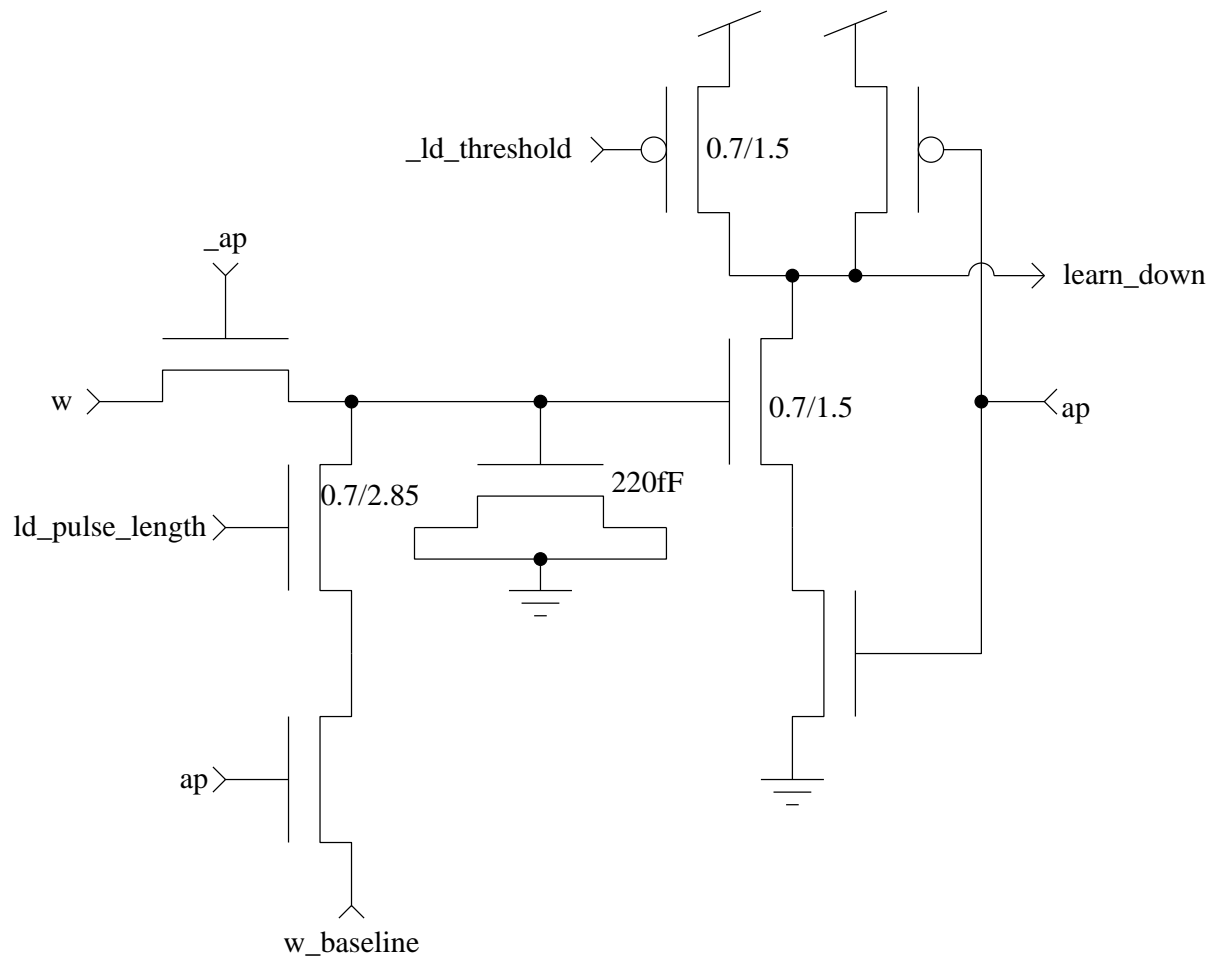 _ld_threshold
0.7/1.5
_ap
learn_down
w
0.7/1.5
ap
0.7/2.85
220fF
ld_pulse_length
ap
w_baseline